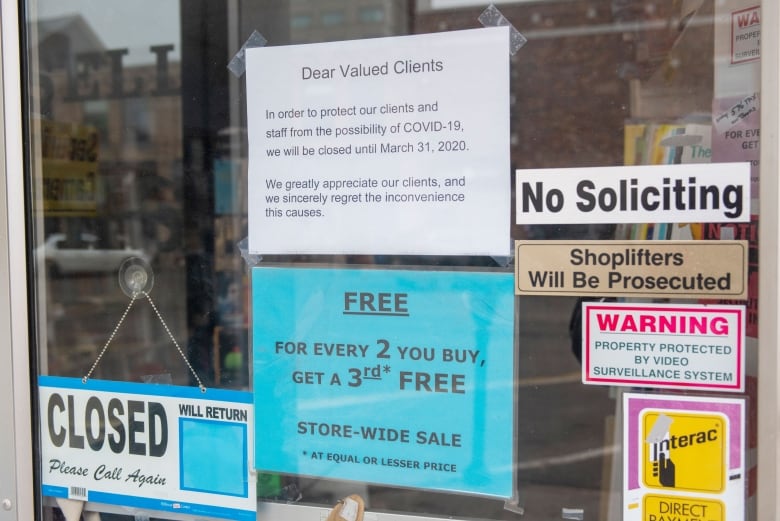 Dear Valued Clients
In order to protect our clients and
staff from the possibility of COVID-19,
we will be closed until March 31, 2020.
We greatly appreciate our clients, and
we sincerely regret the inconvenience
this causes.
FREE
FOR EVERY 2 YOU BUY,
GET A 3rd* FREE
STORE-WIDE SALE
* AT EQUAL OR LESSER PRICE
CLOSED
WILL RETURN
Please Call Again
No Soliciting
Shoplifters
Will Be Prosecuted
WARNING
PROPERTY PROTECTED
BY VIDEO
SURVEILLANCE SYSTEM
Interac
DIRECT
The
FOR EVE
GET